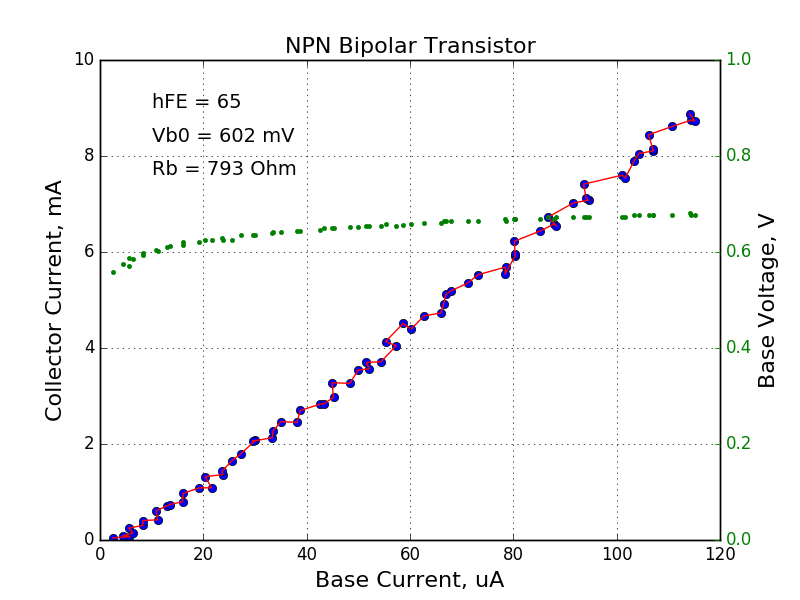 NPN Bipolar Transistor
hFE = 65
Vb0 = 602 mV
Rb = 793 Ohm
Collector Current, mA
10
8
6
4
2
0
Base Voltage, V
1.0
0.8
0.6
0.4
0.2
0.0
0 20 40 60 80 100 120
Base Current, uA